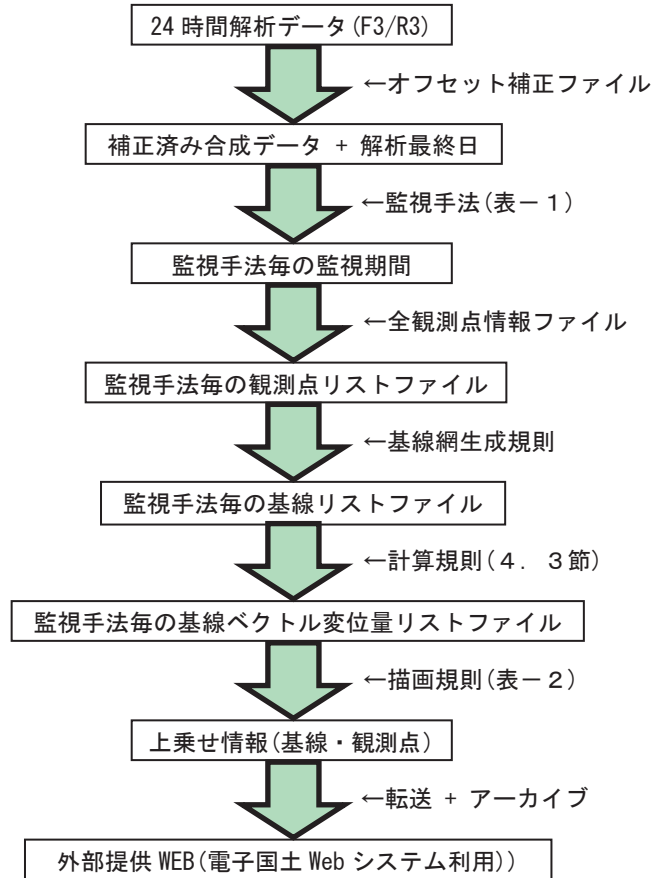 24 時間解析データ(F3/R3)
←オフセット補正ファイル
補正済み合成データ + 解析最終日
←監視手法(表－１)
監視手法毎の監視期間
←全観測点情報ファイル
監視手法毎の観測点リストファイル
←基線網生成規則
監視手法毎の基線リストファイル
←計算規則(４．３節)
監視手法毎の基線ベクトル変位量リストファイル
←描画規則(表－２)
上乗せ情報(基線・観測点)
←転送 + アーカイブ
外部提供 WEB(電子国土 Web システム利用))